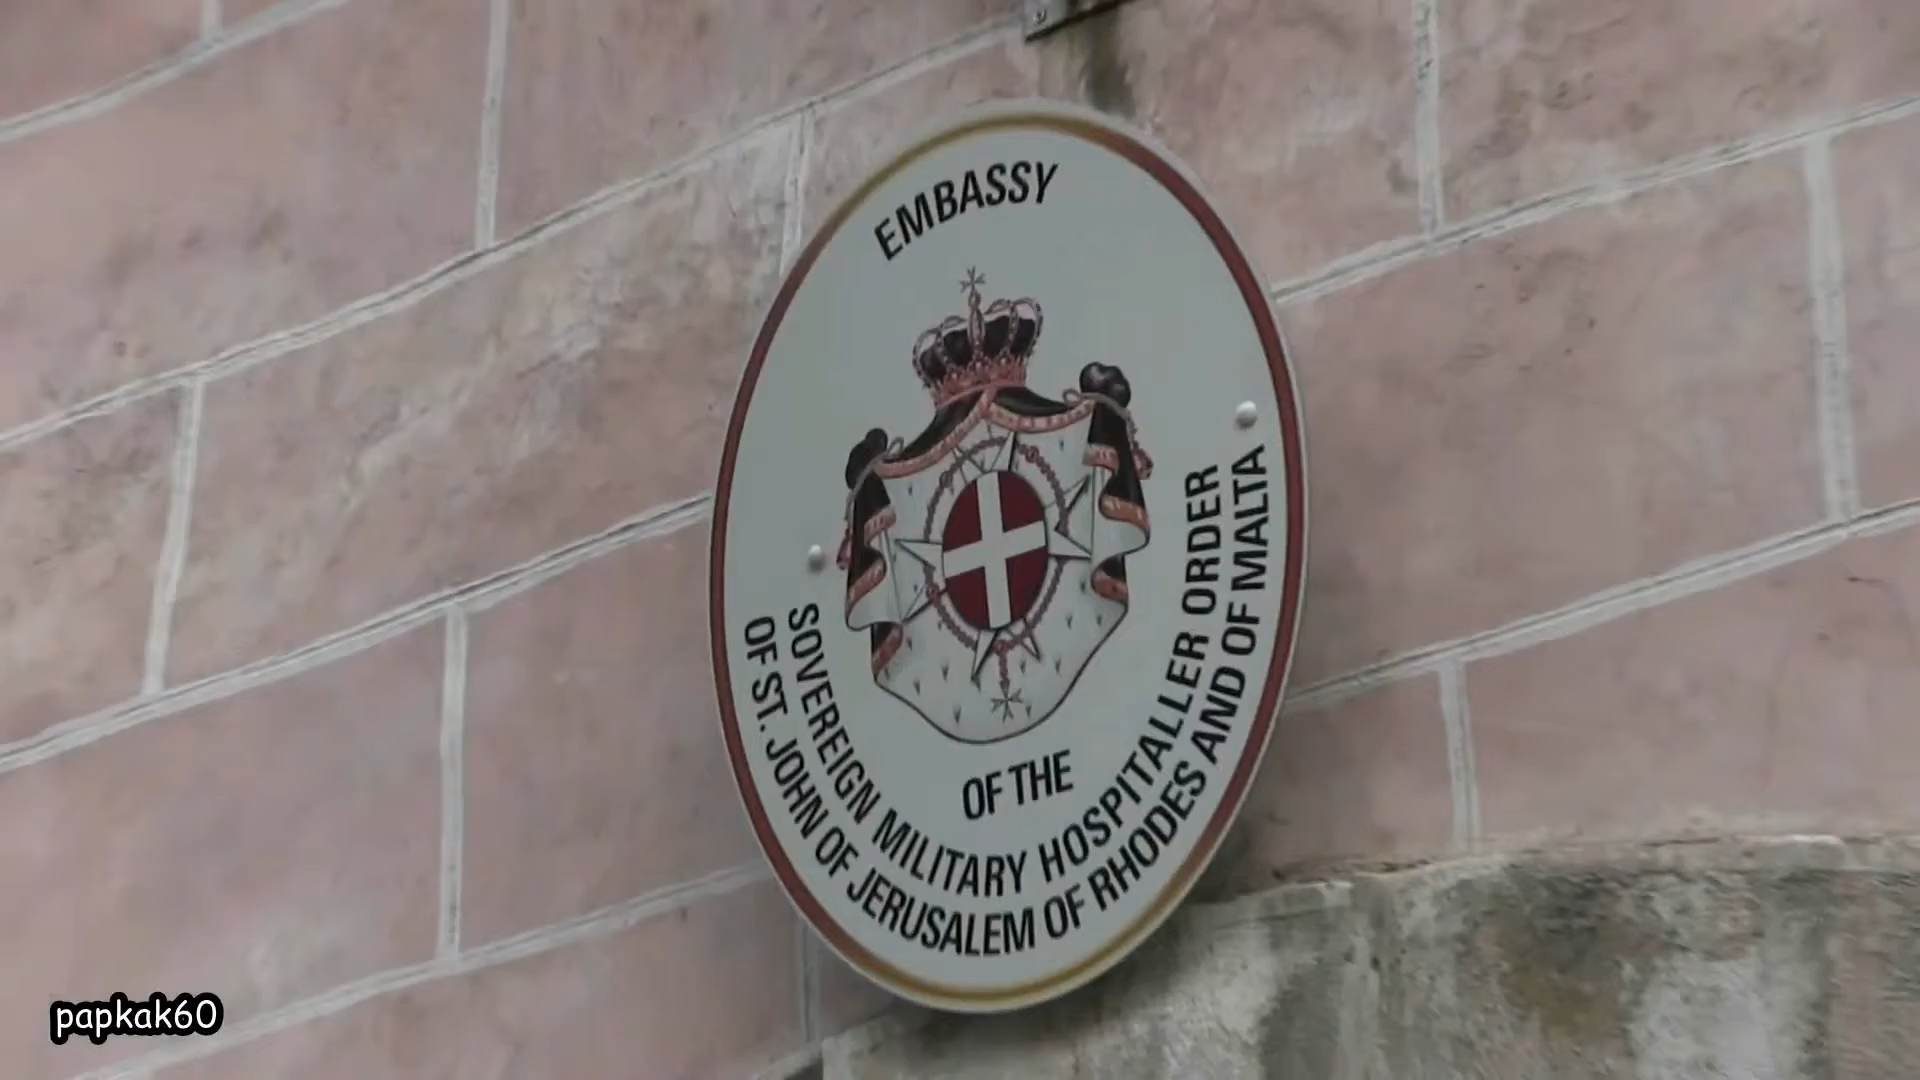 EMBASSY
OF THE
SOVEREIGN MILITARY HOSPITALLER ORDER
OF ST. JOHN OF JERUSALEM OF RHODES AND OF MALTA
papkak60